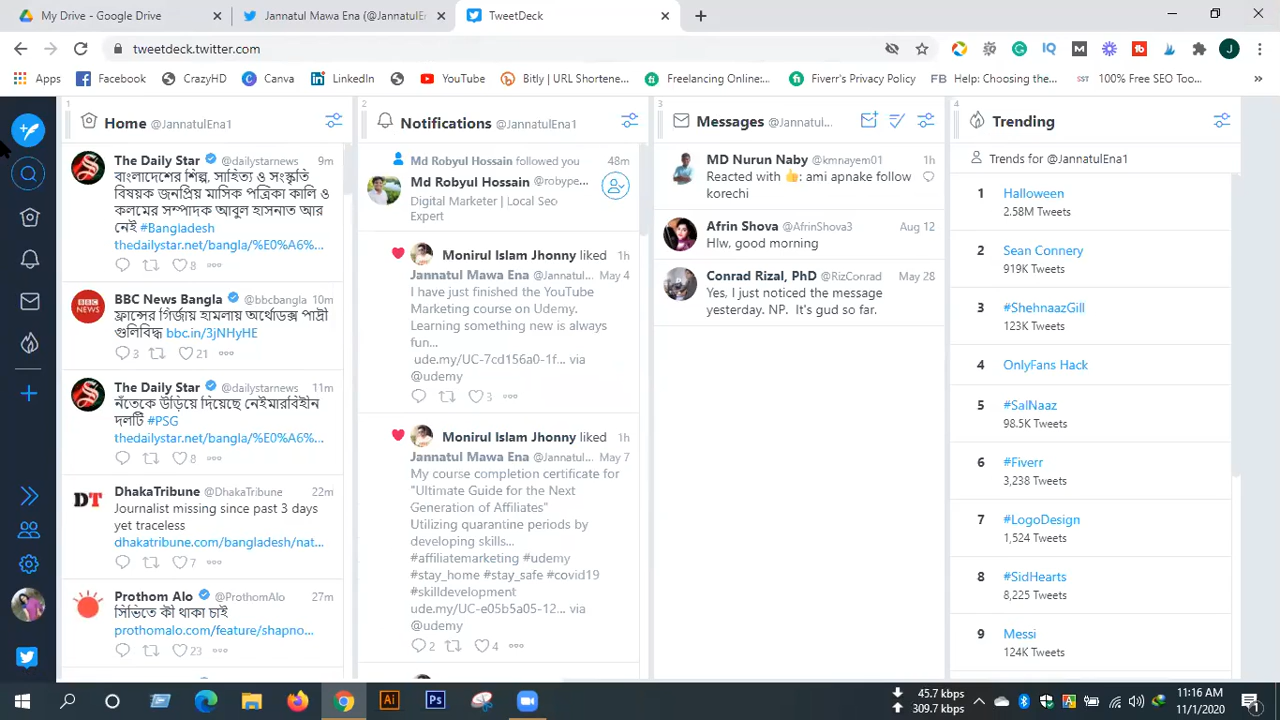 My Drive - Google Drive
Jannatul Mawa Ena (@JannatulEn
TweetDeck
tweetdeck.twitter.com
Apps
Facebook
CrazyHD
Canva
LinkedIn
YouTube
Bitly | URL Shortene...
Freelancing Online:...
Fiverr's Privacy Policy
FB Help: Choosing the...
SST 100% Free SEO Too...
1
Home @JannatulEna1
The Daily Star @dailystarnews 9m
বাংলাদেশের শিল্প, সাহিত্য ও সংস্কৃতি
বিষয়ক জনপ্রিয় মাসিক পত্রিকা কালি ও
কলমের সম্পাদক আবুল হাসনাত আর
নেই #Bangladesh
thedailystar.net/bangla/%E0%A6%...
8
BBC News Bangla @bbcbangla 10m
ফ্রান্সের গির্জায় হামলায় অর্থোডক্স পাদ্রী
গুলিবিদ্ধ bbc.in/3jNHyHE
3 21
The Daily Star @dailystarnews 11m
নঁতেকে উড়িয়ে দিয়েছে নেইমারবিহীন
দলটি #PSG
thedailystar.net/bangla/%E0%A6%...
8
DT
DhakaTribune @DhakaTribune 22m
Journalist missing since past 3 days
yet traceless
dhakatribune.com/bangladesh/nat...
7
Prothom Alo @ProthomAlo 27m
সিভিতে কী থাকা চাই
prothomalo.com/feature/shapno...
23
2
Notifications @JannatulEna1
Md Robyul Hossain followed you 48m
Md Robyul Hossain @robype...
Digital Marketer | Local Seo
Expert
Monirul Islam Jhonny liked 1h
Jannatul Mawa Ena @Jannatul... May 4
I have just finished the YouTube
Marketing course on Udemy.
Learning something new is always
fun...
ude.my/UC-7cd156a0-1f... via
@udemy
3
Monirul Islam Jhonny liked 1h
Jannatul Mawa Ena @Jannatul... May 7
My course completion certificate for
"Ultimate Guide for the Next
Generation of Affiliates"
Utilizing quarantine periods by
developing skills...
#affiliatemarketing #udemy
#stay_home #stay_safe #covid19
#skilldevelopment
ude.my/UC-e05b5a05-12... via
@udemy
2 4
3
Messages @Jannatul...
MD Nurun Naby @kmnayem01 1h
Reacted with 👍: ami apnake follow
korechi
Afrin Shova @AfrinShova3 Aug 12
Hlw, good morning
Conrad Rizal, PhD @RizConrad May 28
Yes, I just noticed the message
yesterday. NP. It's gud so far.
4
Trending
Trends for @JannatulEna1
1 Halloween
2.58M Tweets
2 Sean Connery
919K Tweets
3 #ShehnaazGill
123K Tweets
4 OnlyFans Hack
5 #SalNaaz
98.5K Tweets
6 #Fiverr
3,238 Tweets
7 #LogoDesign
1,524 Tweets
8 #SidHearts
8,225 Tweets
9 Messi
124K Tweets
BBC
NEWS
Ai
Ps
45.7 kbps
309.7 kbps
11:16 AM
11/1/2020